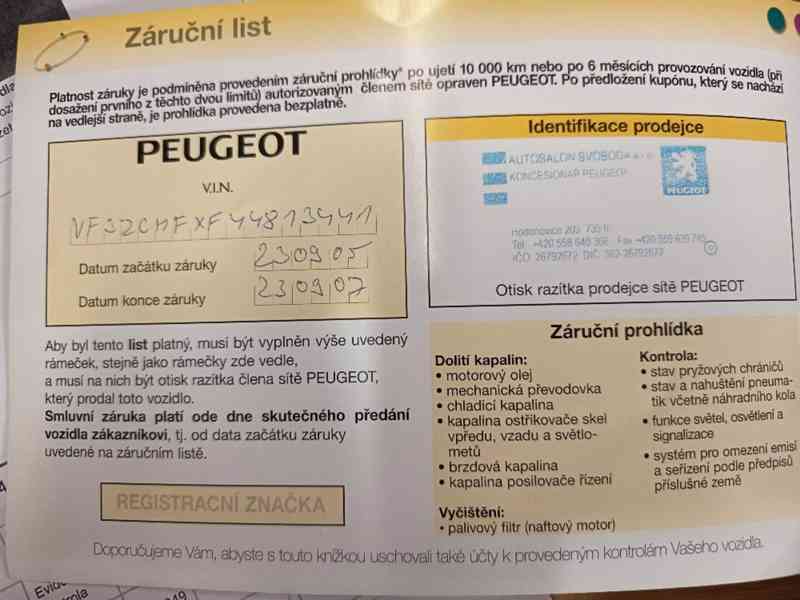 Záruční list
Platnost záruky je podmíněna provedením záruční prohlídky* po ujetí 10 000 km nebo po 6 měsících provozování vozidla (při
dosažení prvního z těchto dvou limitů) autorizovaným členem sítě opraven PEUGEOT. Po předložení kupónu, který se nachází
na vedlejší straně, je prohlídka provedena bezplatně.
PEUGEOT
V.I.N.
VF3ZCMFXF44813441
Datum začátku záruky 230905
Datum konce záruky 230907
Aby byl tento list platný, musí být vyplněn výše uvedený
rámeček, stejně jako rámečky zde vedle,
a musí na nich být otisk razítka člena sítě PEUGEOT,
který prodal toto vozidlo.
Smluvní záruka platí ode dne skutečného předání
vozidla zákazníkovi, tj. od data začátku záruky
uvedené na záručním listě.
REGISTRACNÍ ZNAČKA
Identifikace prodejce
AUTOSALON SVOBODA
KONCESIONÁŘ PEUGEOT
PEUGEOT
Otisk razítka prodejce sítě PEUGEOT
Záruční prohlídka
Dolití kapalin:
• motorový olej
• mechanická převodovka
• chladicí kapalina
• kapalina ostřikovače skel
vpředu, vzadu a světlo-
metů
• brzdová kapalina
• kapalina posilovače řízení
Vyčištění:
• palivový filtr (naftový motor)
Kontrola:
• stav pryžových chráničů
• stav a nahuštění pneuma-
tik včetně náhradního kola
• funkce světel, osvětlení a
signalizace
• systém pro omezení emisí
a seřízení podle předpisů
příslušné země
Doporučujeme Vám, abyste s touto knížkou uschovali také účty k provedeným kontrolám Vašeho vozidla.